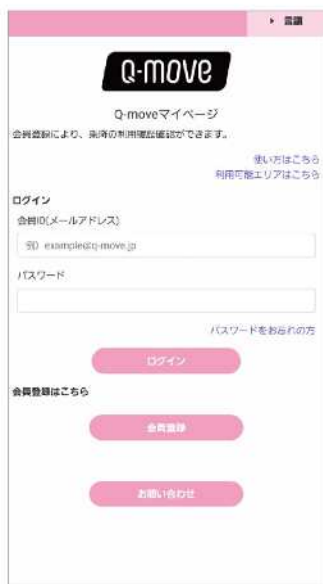 言語
Q-move
Q-moveマイページ
会員登録により、乗降の利用履歴確認ができます。
使い方はこちら
利用可能エリアはこちら
ログイン
会員ID(メールアドレス)
例) example@q-move.jp
パスワード
パスワードをお忘れの方
ログイン
会員登録はこちら
会員登録
お問い合わせ